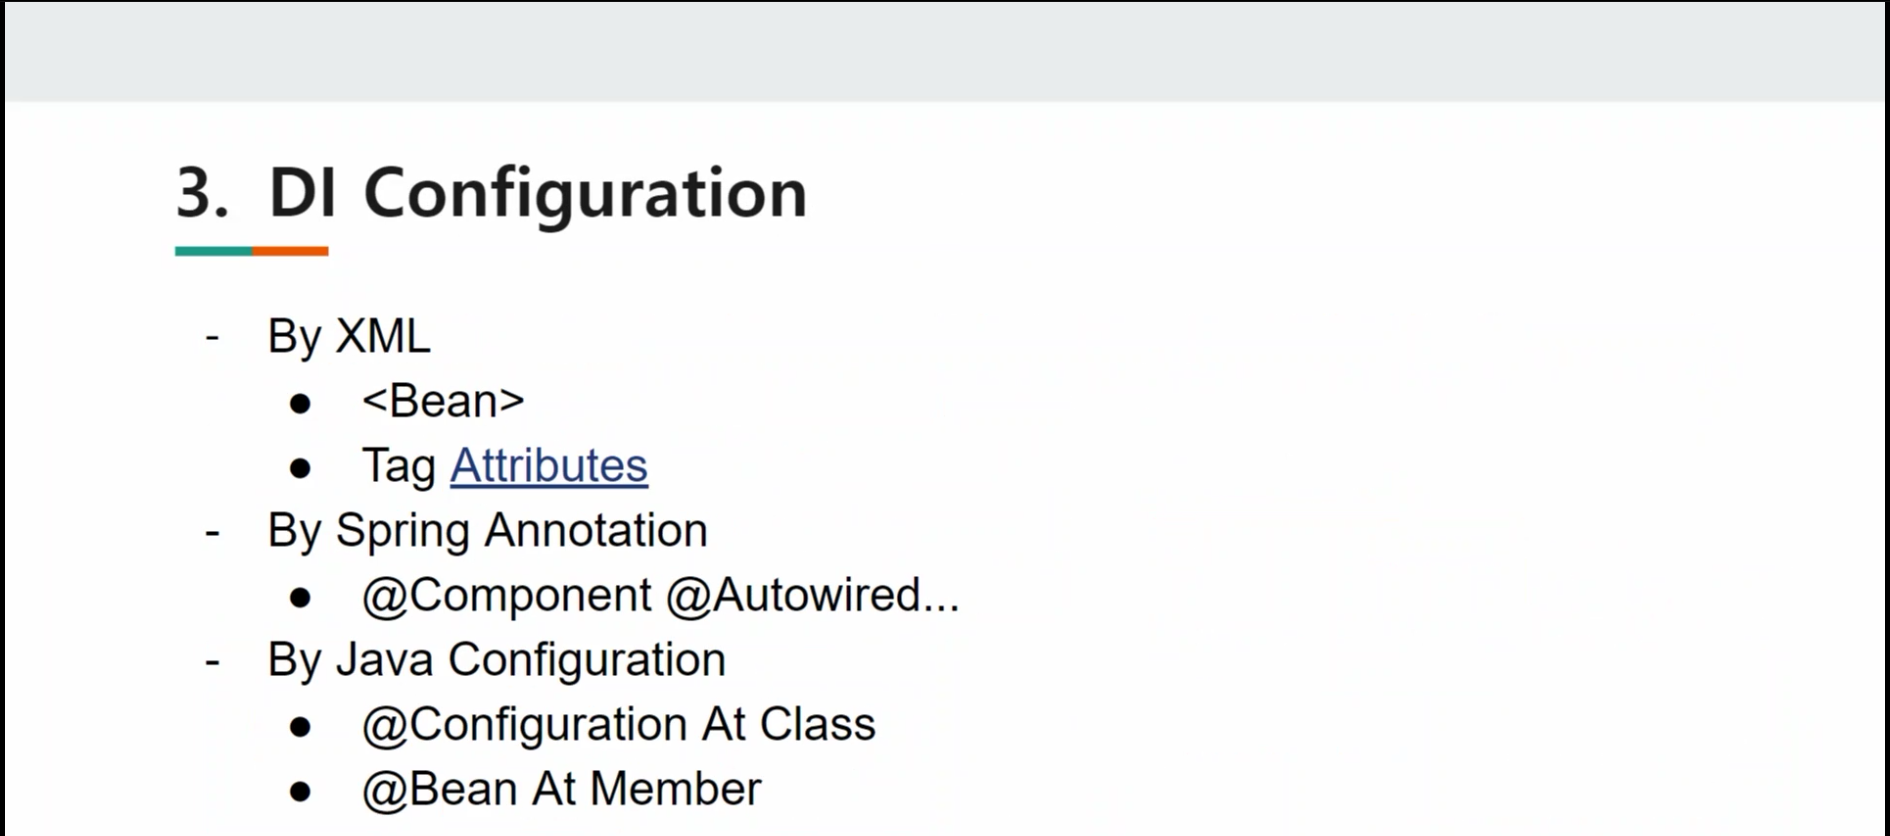 3. DI Configuration
- By XML
● <Bean>
● Tag Attributes
- By Spring Annotation
● @Component @Autowired...
- By Java Configuration
● @Configuration At Class
● @Bean At Member